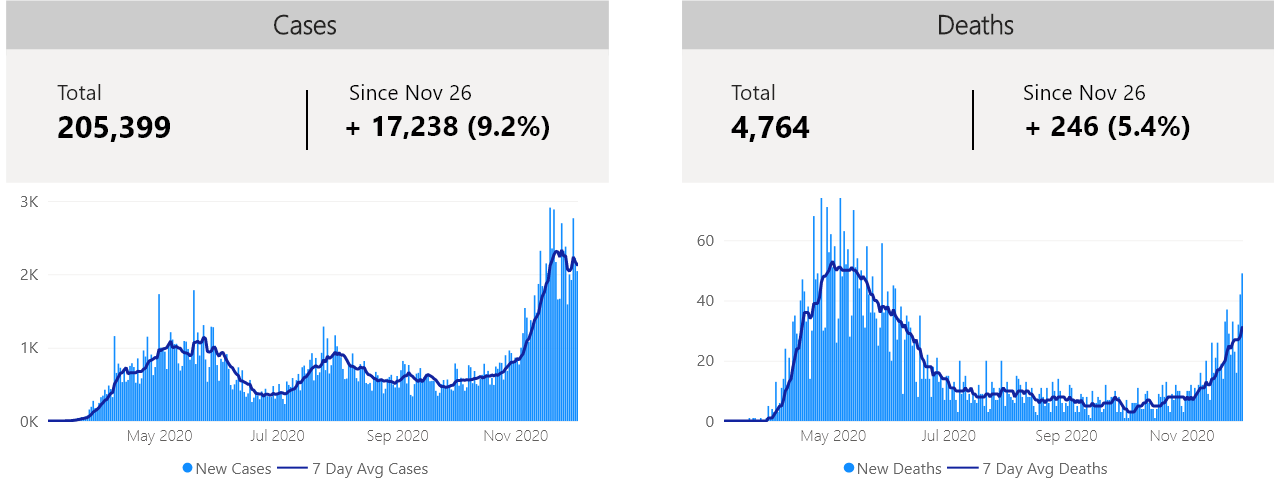 Cases
Total
205,399
Since Nov 26
+ 17,238 (9.2%)
3K
2K
1K
0K
May 2020
Jul 2020
Sep 2020
Nov 2020
New Cases
7 Day Avg Cases
Deaths
Total
4,764
Since Nov 26
+ 246 (5.4%)
60
40
20
0
May 2020
Jul 2020
Sep 2020
Nov 2020
New Deaths
7 Day Avg Deaths